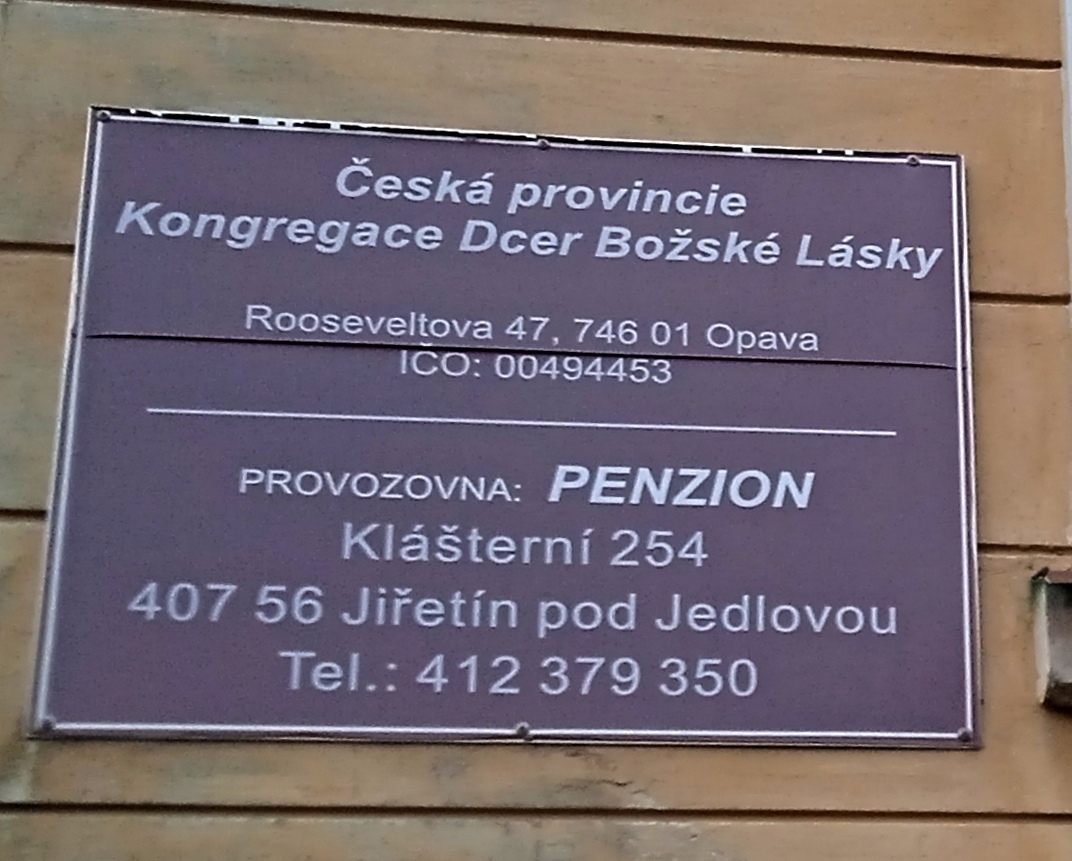 Česká provincie
Kongregace Dcer Božské Lásky
Rooseveltova 47, 746 01 Opava
IČO: 00494453
PROVOZOVNA: PENZION
Klášterní 254
407 56 Jiřetín pod Jedlovou
Tel.: 412 379 350